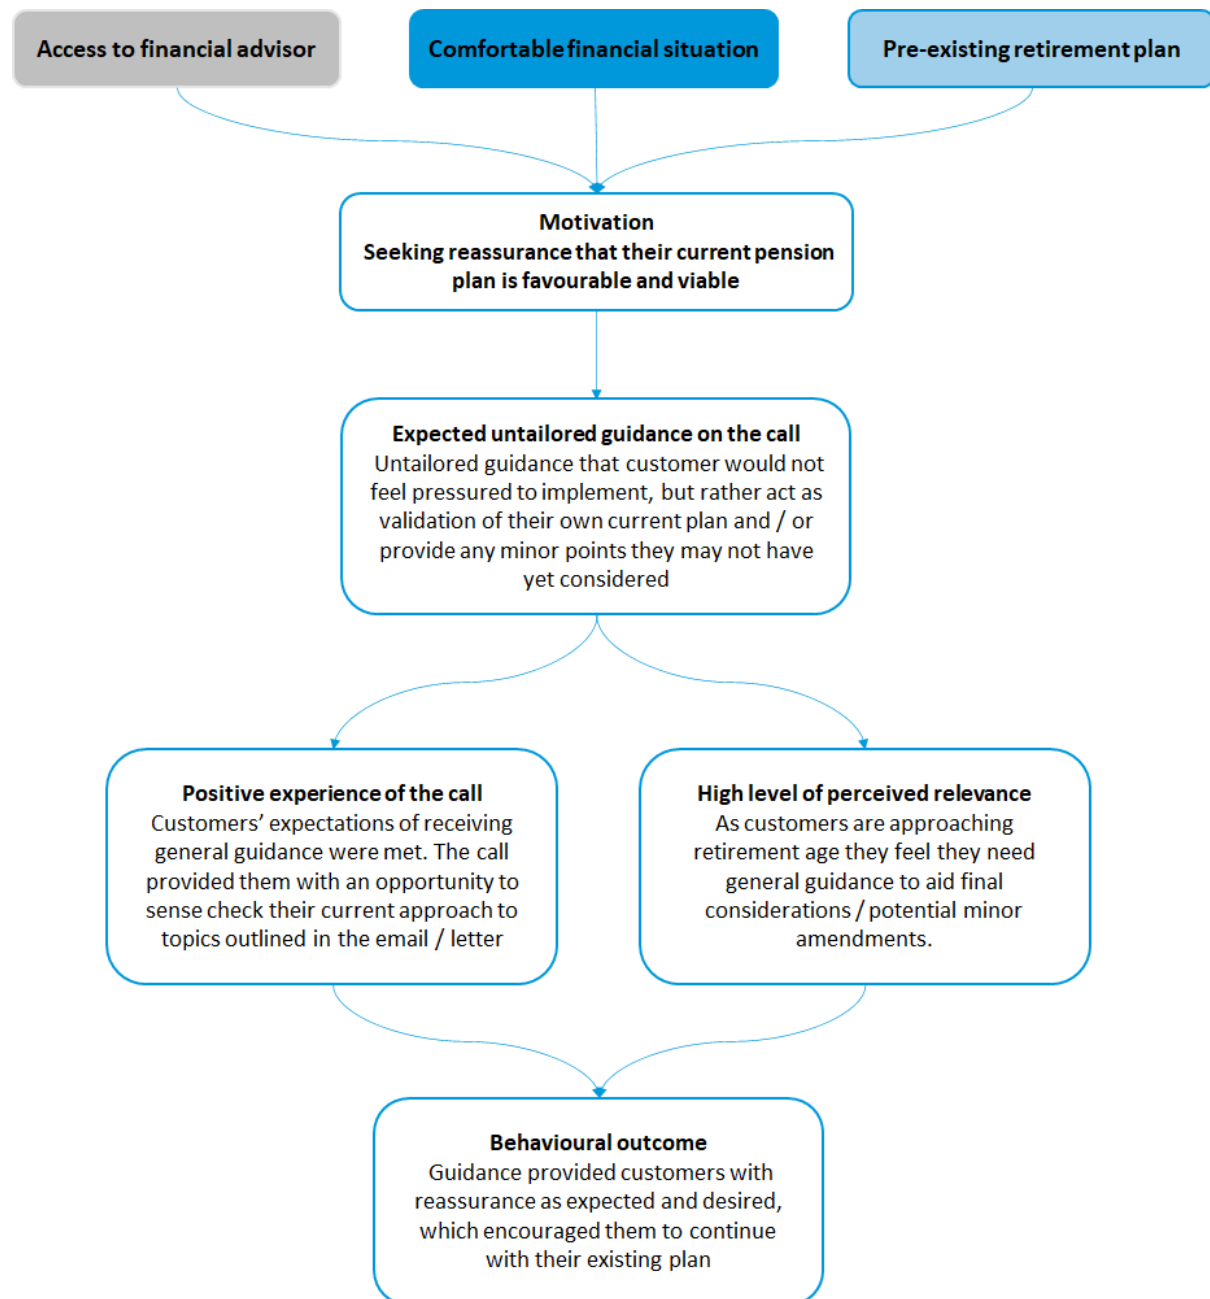 Access to financial advisor
Comfortable financial situation
Pre-existing retirement plan
Motivation
Seeking reassurance that their current pension
plan is favourable and viable
Expected untailored guidance on the call
Untailored guidance that customer would not
feel pressured to implement, but rather act as
validation of their own current plan and / or
provide any minor points they may not have
yet considered
Positive experience of the call
Customers’ expectations of receiving
general guidance were met. The call
provided them with an opportunity to
sense check their current approach to
topics outlined in the email / letter
High level of perceived relevance
As customers are approaching
retirement age they feel they need
general guidance to aid final
considerations / potential minor
amendments.
Behavioural outcome
Guidance provided customers with
reassurance as expected and desired,
which encouraged them to continue
with their existing plan